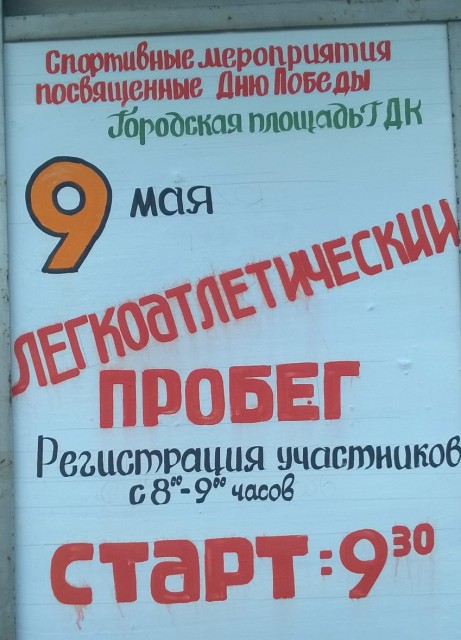 Спортивные мероприятия
посвященные Дню Победы
Городская площадь ГДК
9 мая
ЛЕГКОАТЛЕТИЧЕСКИЙ
ПРОБЕГ
Регистрация участников
с 8⁰⁰-9⁰⁰ часов
СТАРТ: 9³⁰